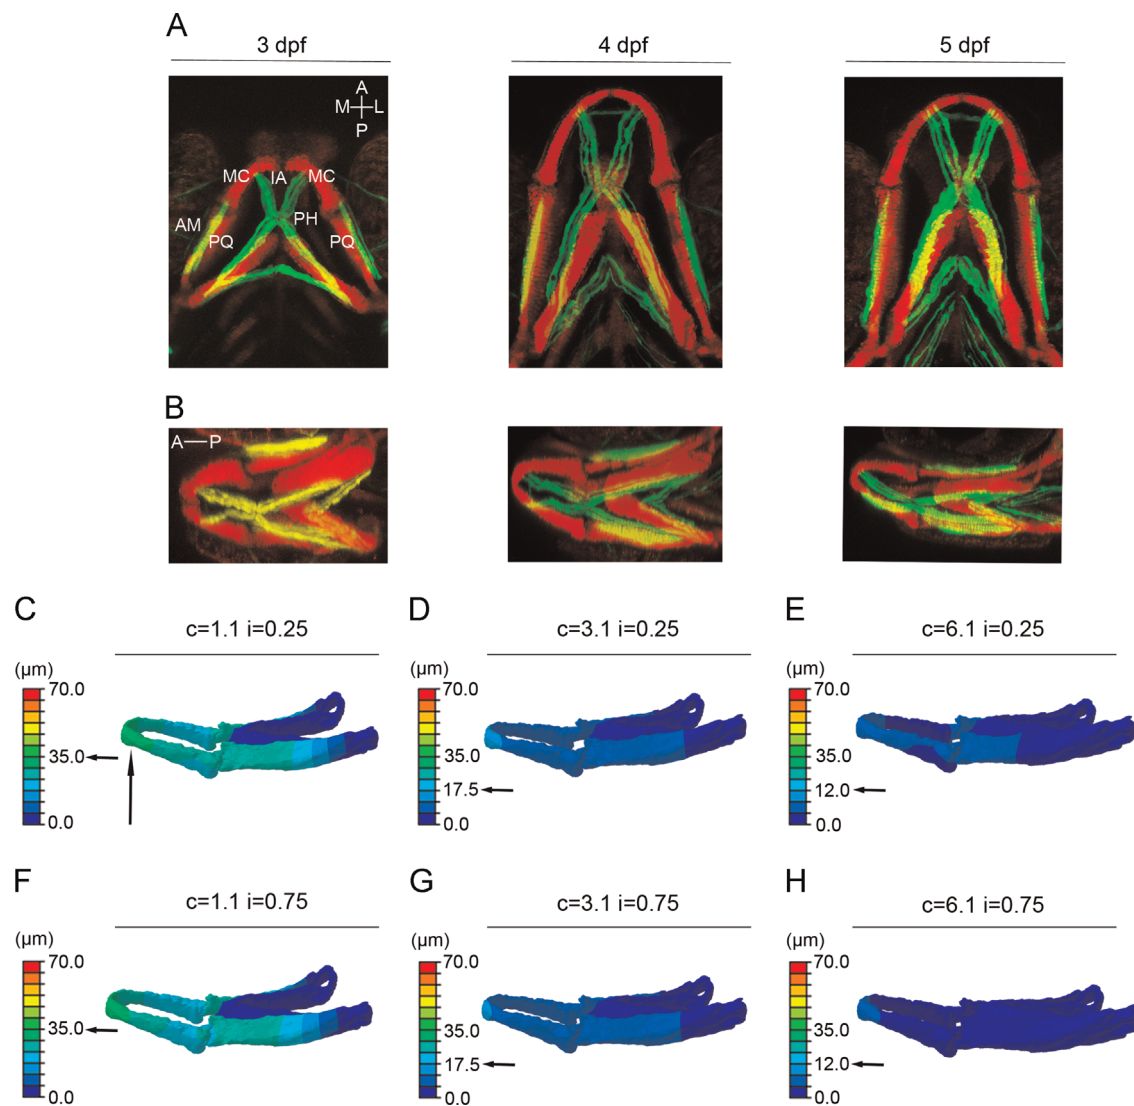 A
3 dpf
4 dpf
5 dpf
A
M L
P
MC IA MC
AM PH
PQ PQ
B
A P
C D E
c=1.1 i=0.25 c=3.1 i=0.25 c=6.1 i=0.25
(µm) (µm) (µm)
70.0 70.0 70.0
35.0 35.0 35.0
17.5 12.0
0.0 0.0 0.0
F G H
c=1.1 i=0.75 c=3.1 i=0.75 c=6.1 i=0.75
(µm) (µm) (µm)
70.0 70.0 70.0
35.0 35.0 35.0
17.5 12.0
0.0 0.0 0.0